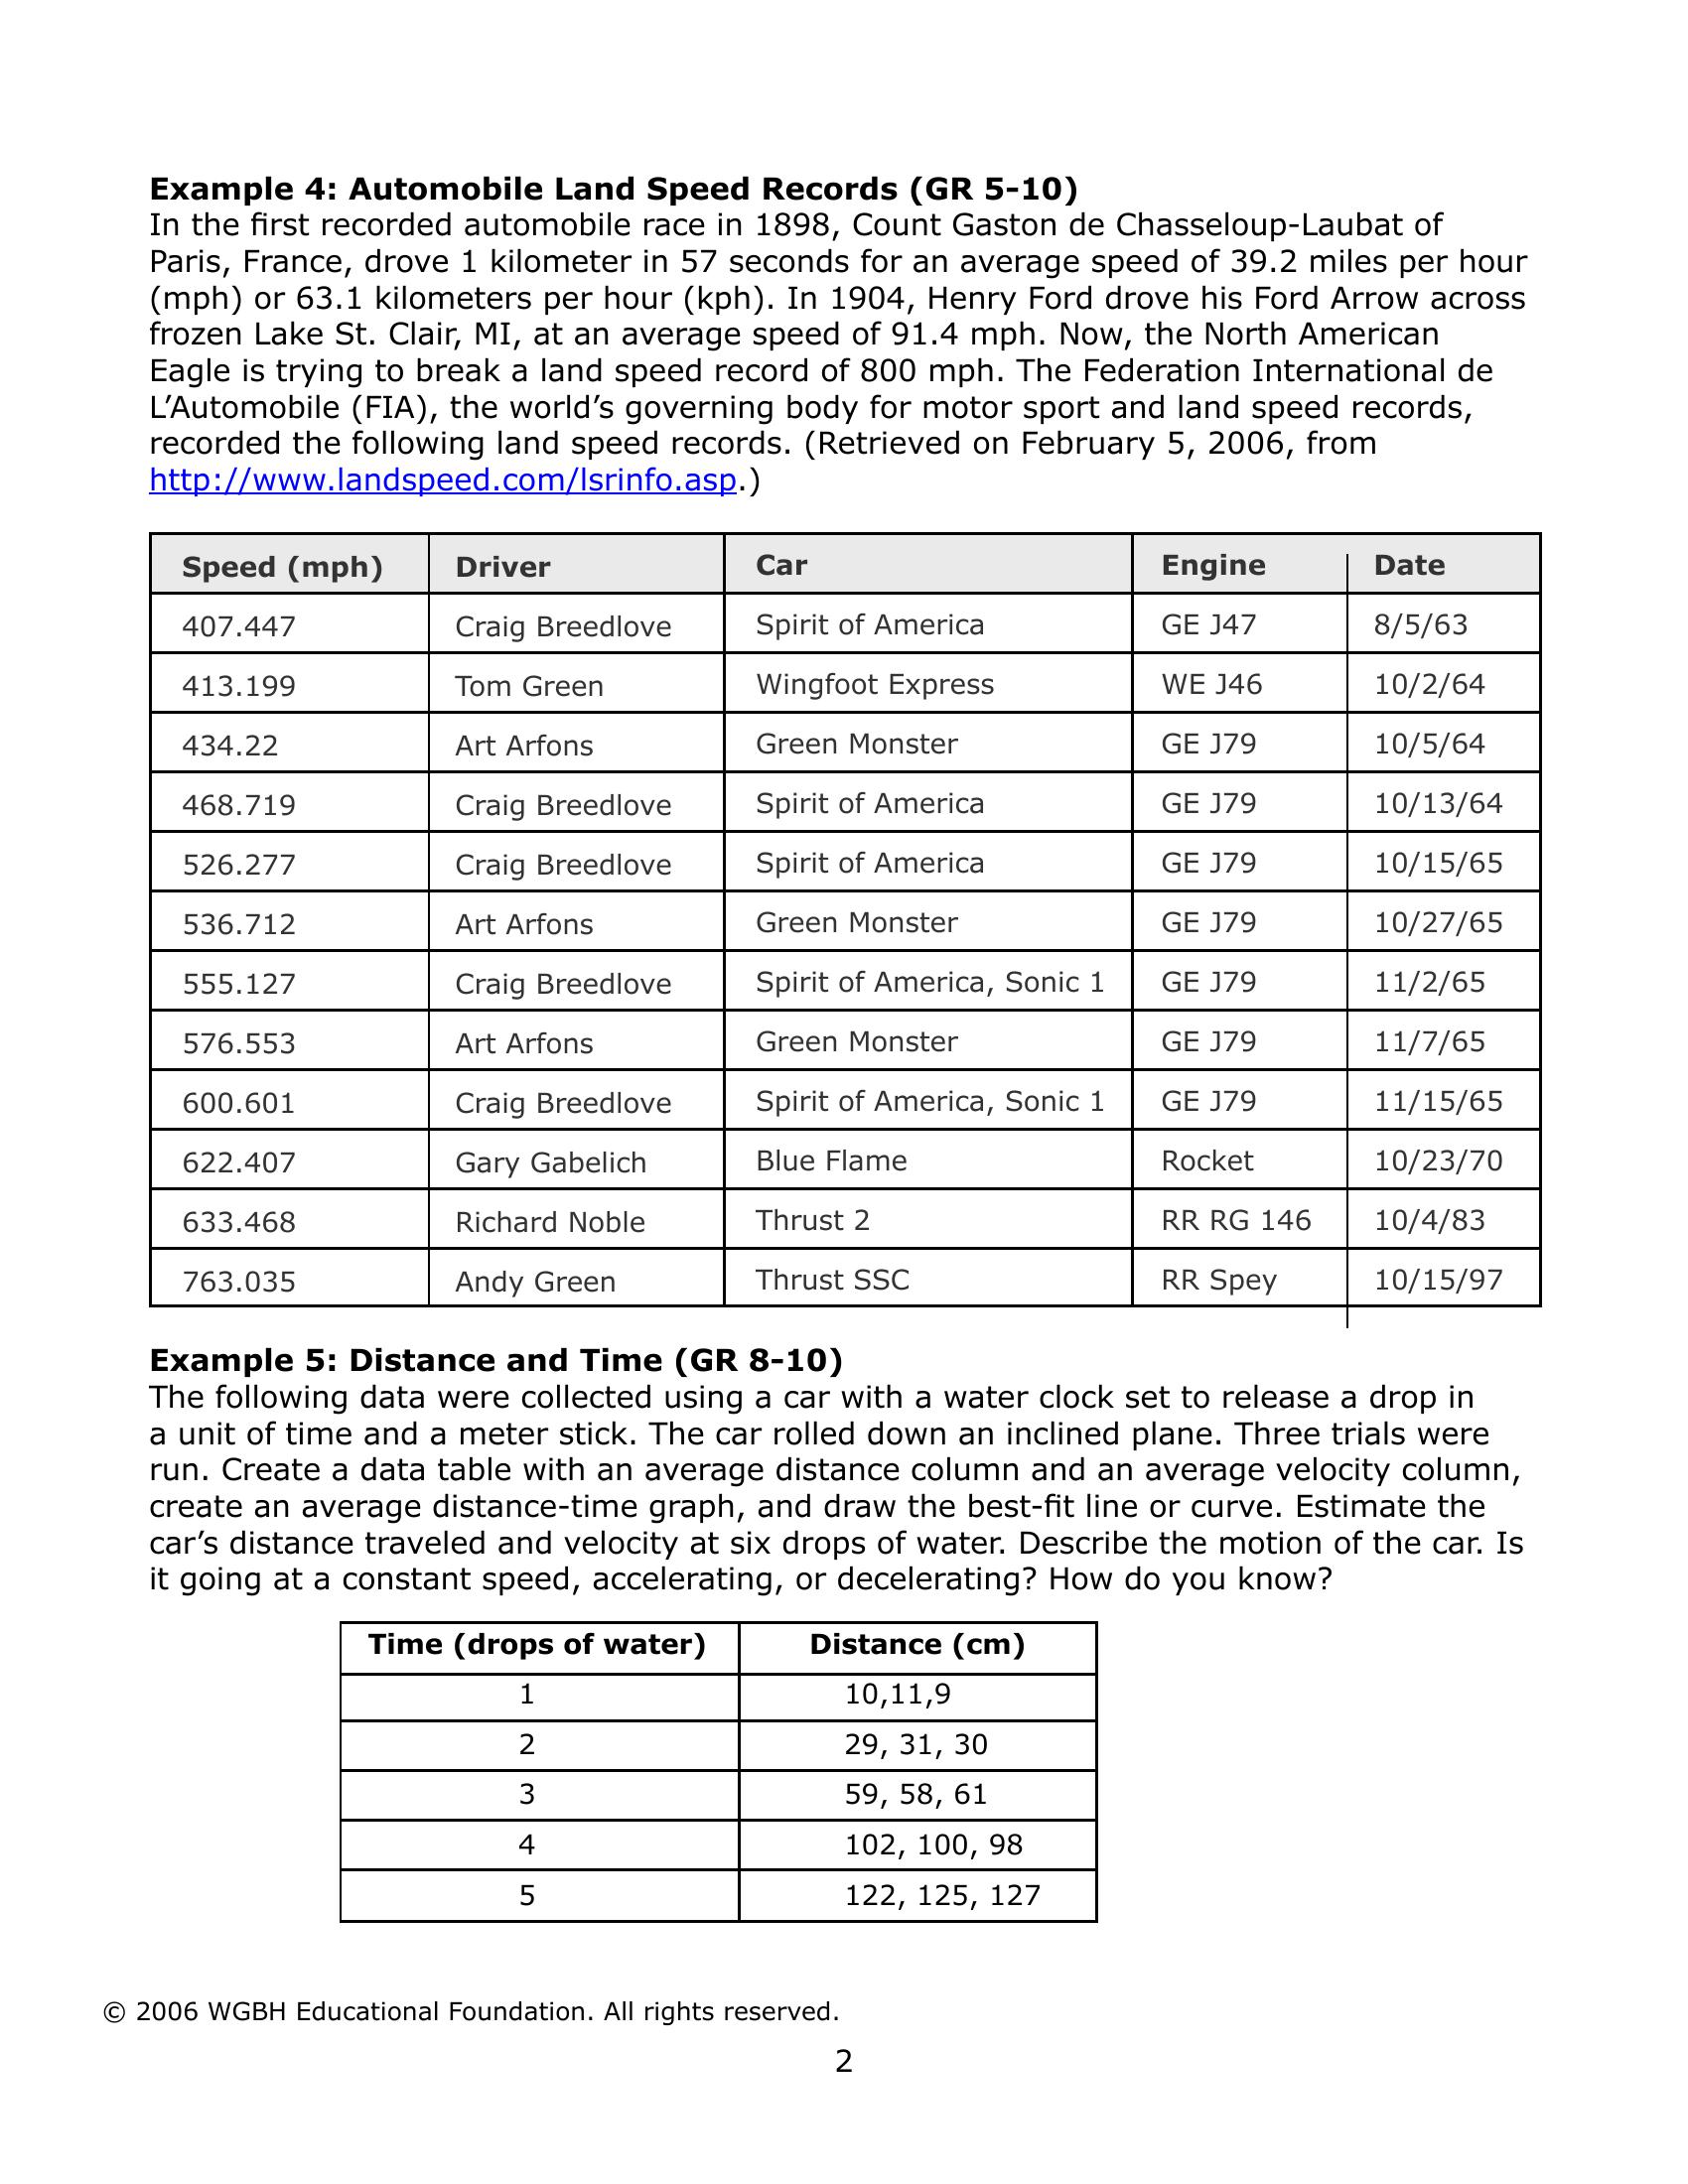 Example 4: Automobile Land Speed Records (GR 5-10)
In the first recorded automobile race in 1898, Count Gaston de Chasseloup-Laubat of
Paris, France, drove 1 kilometer in 57 seconds for an average speed of 39.2 miles per hour
(mph) or 63.1 kilometers per hour (kph). In 1904, Henry Ford drove his Ford Arrow across
frozen Lake St. Clair, MI, at an average speed of 91.4 mph. Now, the North American
Eagle is trying to break a land speed record of 800 mph. The Federation International de
L’Automobile (FIA), the world’s governing body for motor sport and land speed records,
recorded the following land speed records. (Retrieved on February 5, 2006, from
http://www.landspeed.com/lsrinfo.asp.)
Speed (mph) Driver Car Engine Date
407.447 Craig Breedlove Spirit of America GE J47 8/5/63
413.199 Tom Green Wingfoot Express WE J46 10/2/64
434.22 Art Arfons Green Monster GE J79 10/5/64
468.719 Craig Breedlove Spirit of America GE J79 10/13/64
526.277 Craig Breedlove Spirit of America GE J79 10/15/65
536.712 Art Arfons Green Monster GE J79 10/27/65
555.127 Craig Breedlove Spirit of America, Sonic 1 GE J79 11/2/65
576.553 Art Arfons Green Monster GE J79 11/7/65
600.601 Craig Breedlove Spirit of America, Sonic 1 GE J79 11/15/65
622.407 Gary Gabelich Blue Flame Rocket 10/23/70
633.468 Richard Noble Thrust 2 RR RG 146 10/4/83
763.035 Andy Green Thrust SSC RR Spey 10/15/97
Example 5: Distance and Time (GR 8-10)
The following data were collected using a car with a water clock set to release a drop in
a unit of time and a meter stick. The car rolled down an inclined plane. Three trials were
run. Create a data table with an average distance column and an average velocity column,
create an average distance-time graph, and draw the best-fit line or curve. Estimate the
car’s distance traveled and velocity at six drops of water. Describe the motion of the car. Is
it going at a constant speed, accelerating, or decelerating? How do you know?
Time (drops of water) Distance (cm)
1 10,11,9
2 29, 31, 30
3 59, 58, 61
4 102, 100, 98
5 122, 125, 127
© 2006 WGBH Educational Foundation. All rights reserved.
2